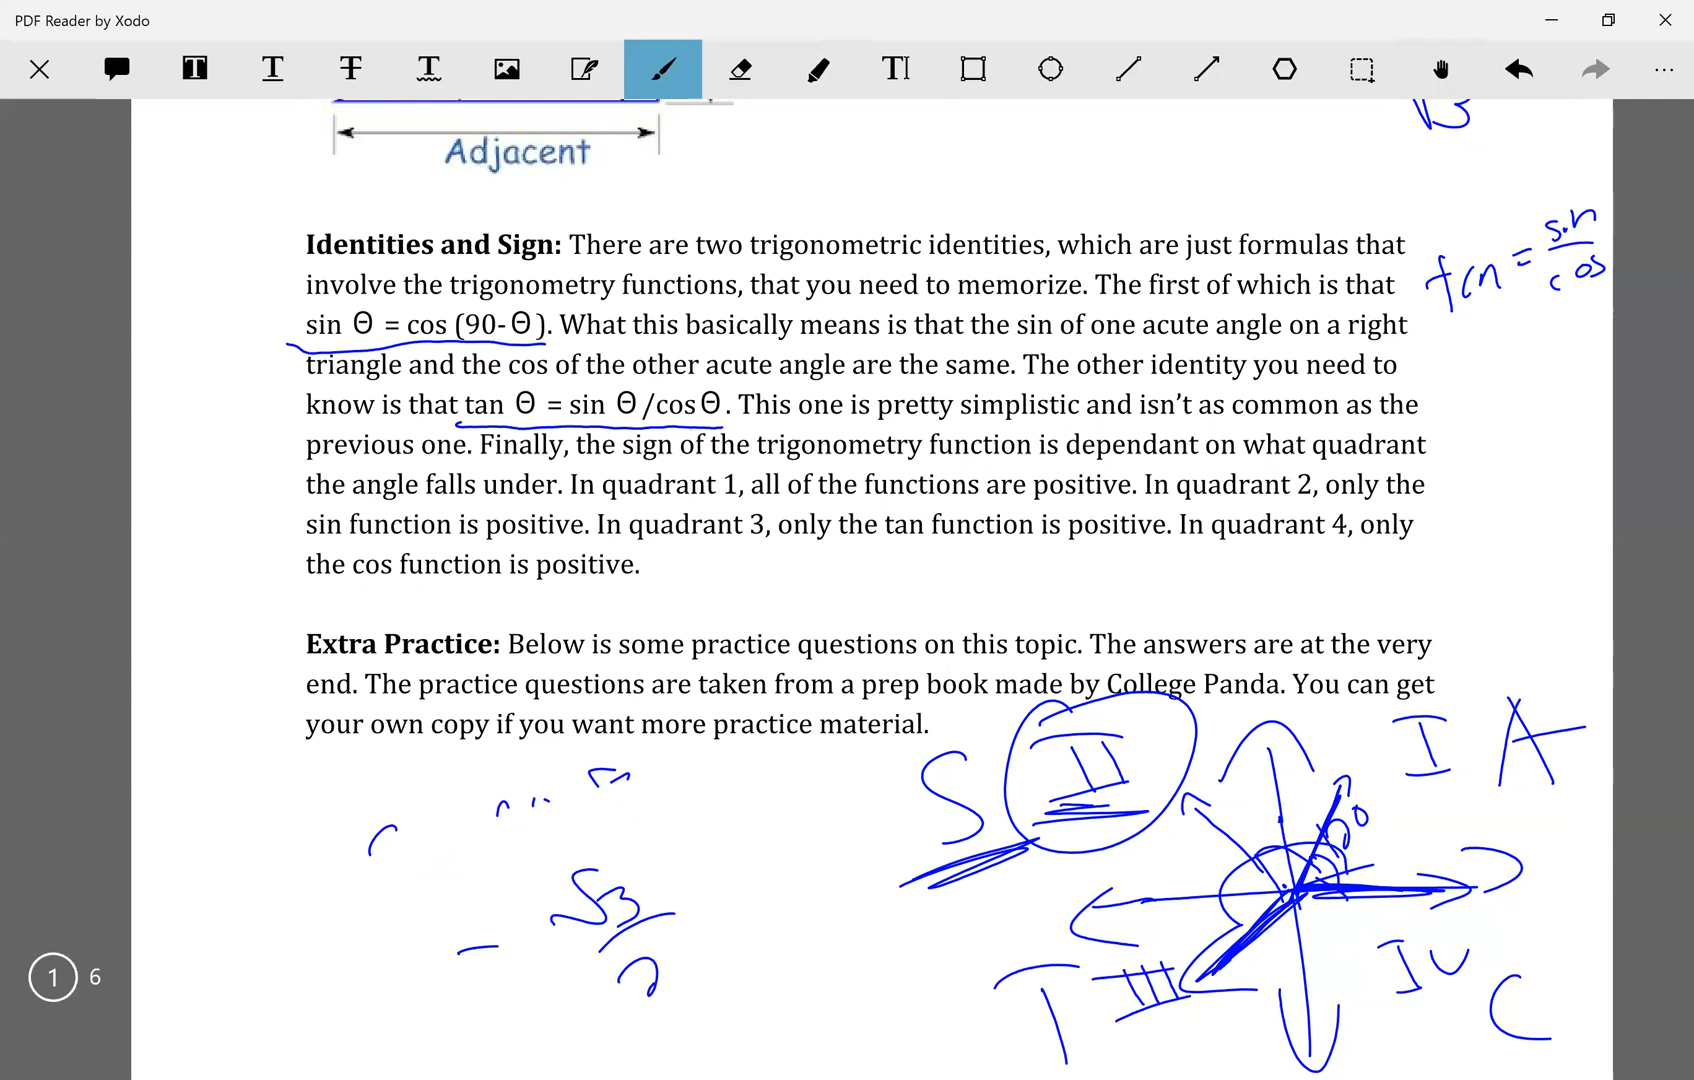 PDF Reader by Xodo
T T T T TI
√3
Adjacent
Identities and Sign: There are two trigonometric identities, which are just formulas that
involve the trigonometry functions, that you need to memorize. The first of which is that
sin Θ = cos (90-Θ). What this basically means is that the sin of one acute angle on a right
triangle and the cos of the other acute angle are the same. The other identity you need to
know is that tan Θ = sin Θ/cosΘ. This one is pretty simplistic and isn't as common as the
previous one. Finally, the sign of the trigonometry function is dependant on what quadrant
the angle falls under. In quadrant 1, all of the functions are positive. In quadrant 2, only the
sin function is positive. In quadrant 3, only the tan function is positive. In quadrant 4, only
the cos function is positive.
tan = sin
cos
Extra Practice: Below is some practice questions on this topic. The answers are at the very
end. The practice questions are taken from a prep book made by College Panda. You can get
your own copy if you want more practice material.
S II I A
- √3
2
T III IV C
1 6